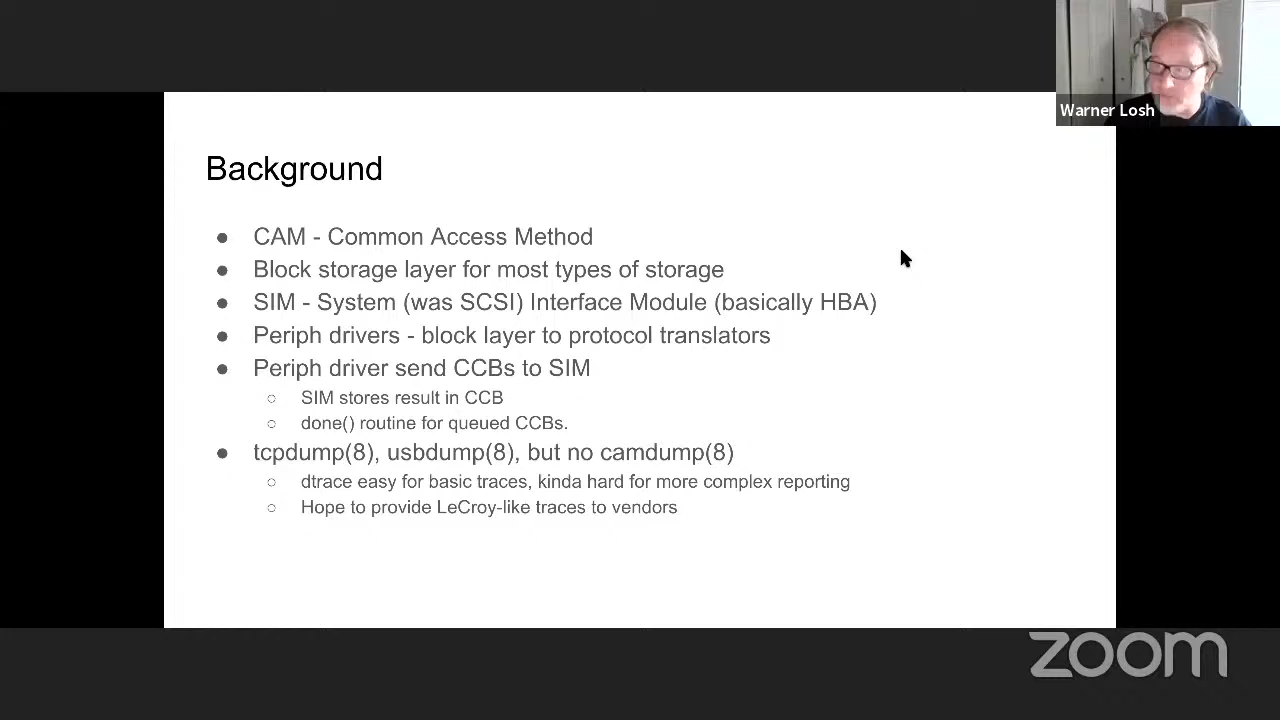 Warner Losh
Background
● CAM - Common Access Method
● Block storage layer for most types of storage
● SIM - System (was SCSI) Interface Module (basically HBA)
● Periph drivers - block layer to protocol translators
● Periph driver send CCBs to SIM
○ SIM stores result in CCB
○ done() routine for queued CCBs.
● tcpdump(8), usbdump(8), but no camdump(8)
○ dtrace easy for basic traces, kinda hard for more complex reporting
○ Hope to provide LeCroy-like traces to vendors
zoom